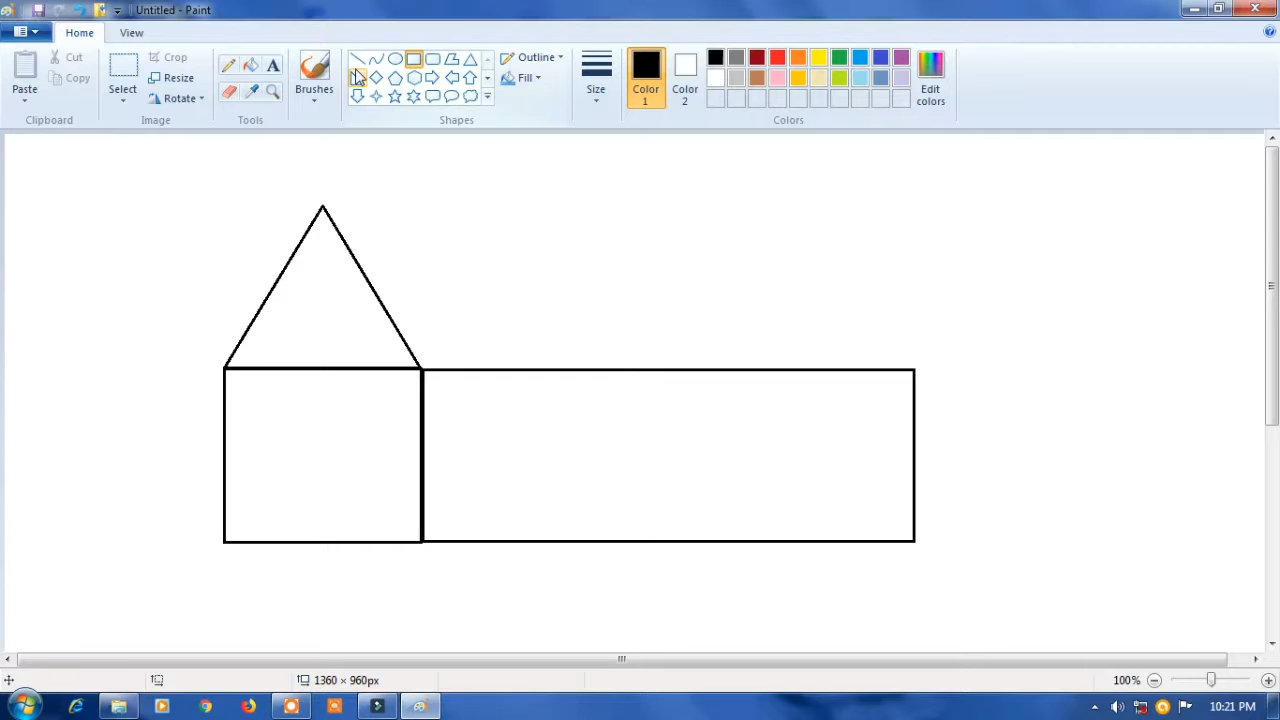 Untitled - Paint
Home View
Paste
Cut
Copy
Clipboard
Select
Crop
Resize
Rotate
Image
A
Tools
Brushes
Outline
Fill
Shapes
Size
Color 1
Color 2
Edit colors
Colors
1360 × 960px
100%
10:21 PM